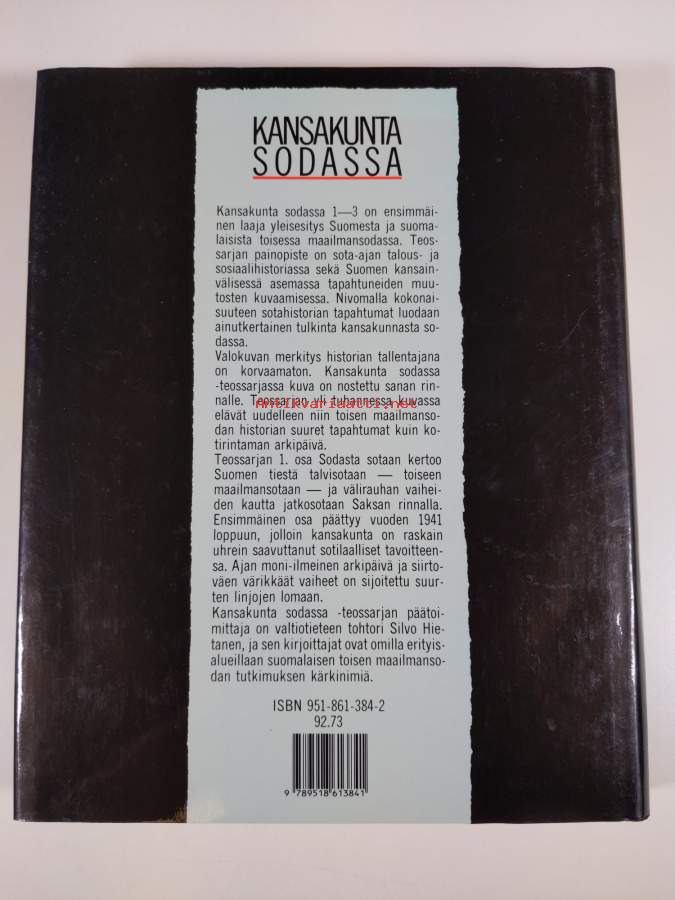 KANSAKUNTA
SODASSA
Kansakunta sodassa 1—3 on ensimmäi-
nen laaja yleisesitys Suomesta ja suoma-
laisista toisessa maailmansodassa. Teos-
sarjan painopiste on sota-ajan talous- ja
sosiaalihistoriassa sekä Suomen kansain-
välisessä asemassa tapahtuneiden muu-
tosten kuvaamisessa. Nivomalla kokonai-
suuteen sotahistorian tapahtumat luodaan
ainutkertainen tulkinta kansakunnasta so-
dassa.
Valokuvan merkitys historian tallentajana
on korvaamaton. Kansakunta sodassa
-teossarjassa kuva on nostettu sanan rin-
nalle. Teossarjan yli tuhannessa kuvassa
Antikvariaatti.net
elävät uudelleen niin toisen maailmanso-
dan historian suuret tapahtumat kuin ko-
tirintaman arkipäivä.
Teossarjan 1. osa Sodasta sotaan kertoo
Suomen tiestä talvisotaan — toiseen
maailmansotaan — ja välirauhan vaihei-
den kautta jatkosotaan Saksan rinnalla.
Ensimmäinen osa päättyy vuoden 1941
loppuun, jolloin kansakunta on raskain
uhrein saavuttanut sotilaalliset tavoitteen-
sa. Ajan moni-ilmeinen arkipäivä ja siirto-
väen värikkäät vaiheet on sijoitettu suur-
ten linjojen lomaan.
Kansakunta sodassa -teossarjan päätoi-
mittaja on valtiotieteen tohtori Silvo Hie-
tanen, ja sen kirjoittajat ovat omilla erityis-
alueillaan suomalaisen toisen maailmanso-
dan tutkimuksen kärkinimiä.
ISBN 951-861-384-2
92.73
9 789518 613841